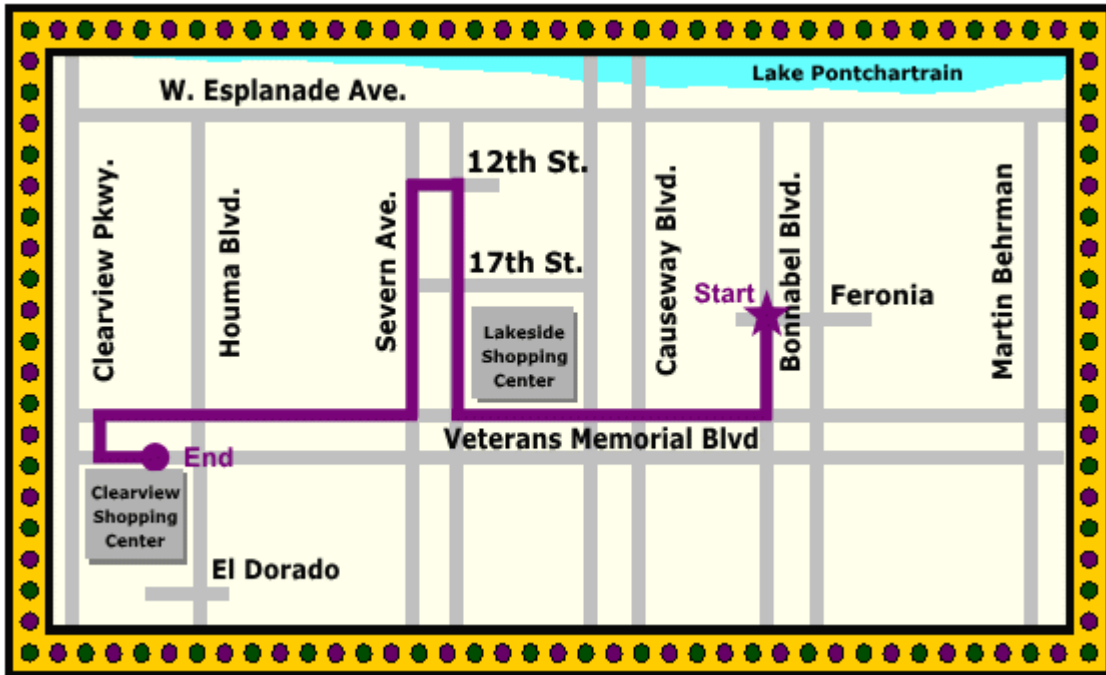 Lake Pontchartrain
W. Esplanade Ave.
12th St.
Clearview Pkwy.
Houma Blvd.
Severn Ave.
17th St.
Causeway Blvd.
Bonnabel Blvd.
Martin Behrman
Start
Feronia
Lakeside
Shopping
Center
Veterans Memorial Blvd
End
Clearview
Shopping
Center
El Dorado